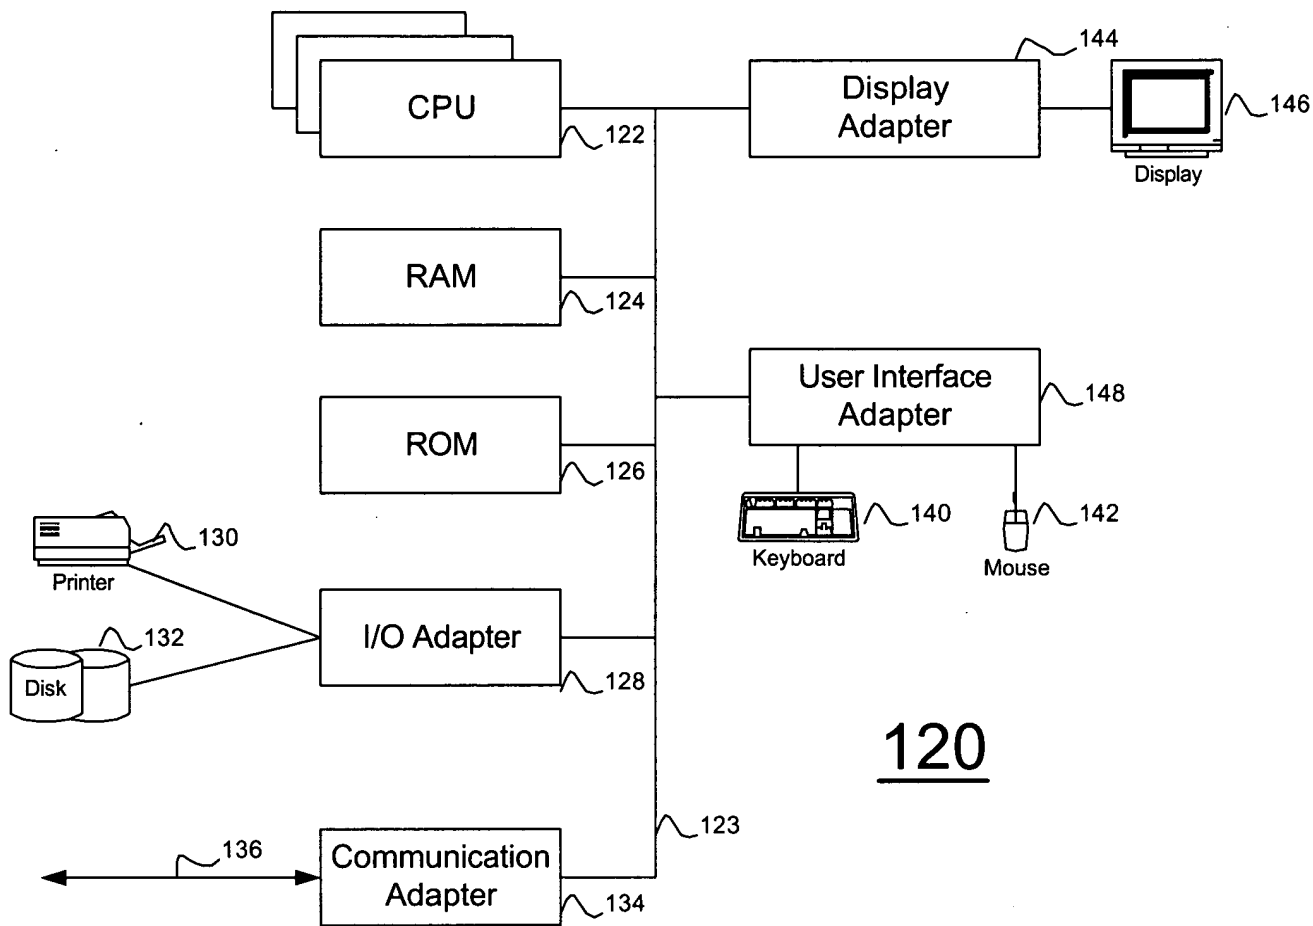 CPU
122
Display
Adapter
144
146
Display
RAM
124
User Interface
Adapter
148
ROM
126
140
Keyboard
142
Mouse
130
Printer
132
Disk
I/O Adapter
128
120
123
136
Communication
Adapter
134